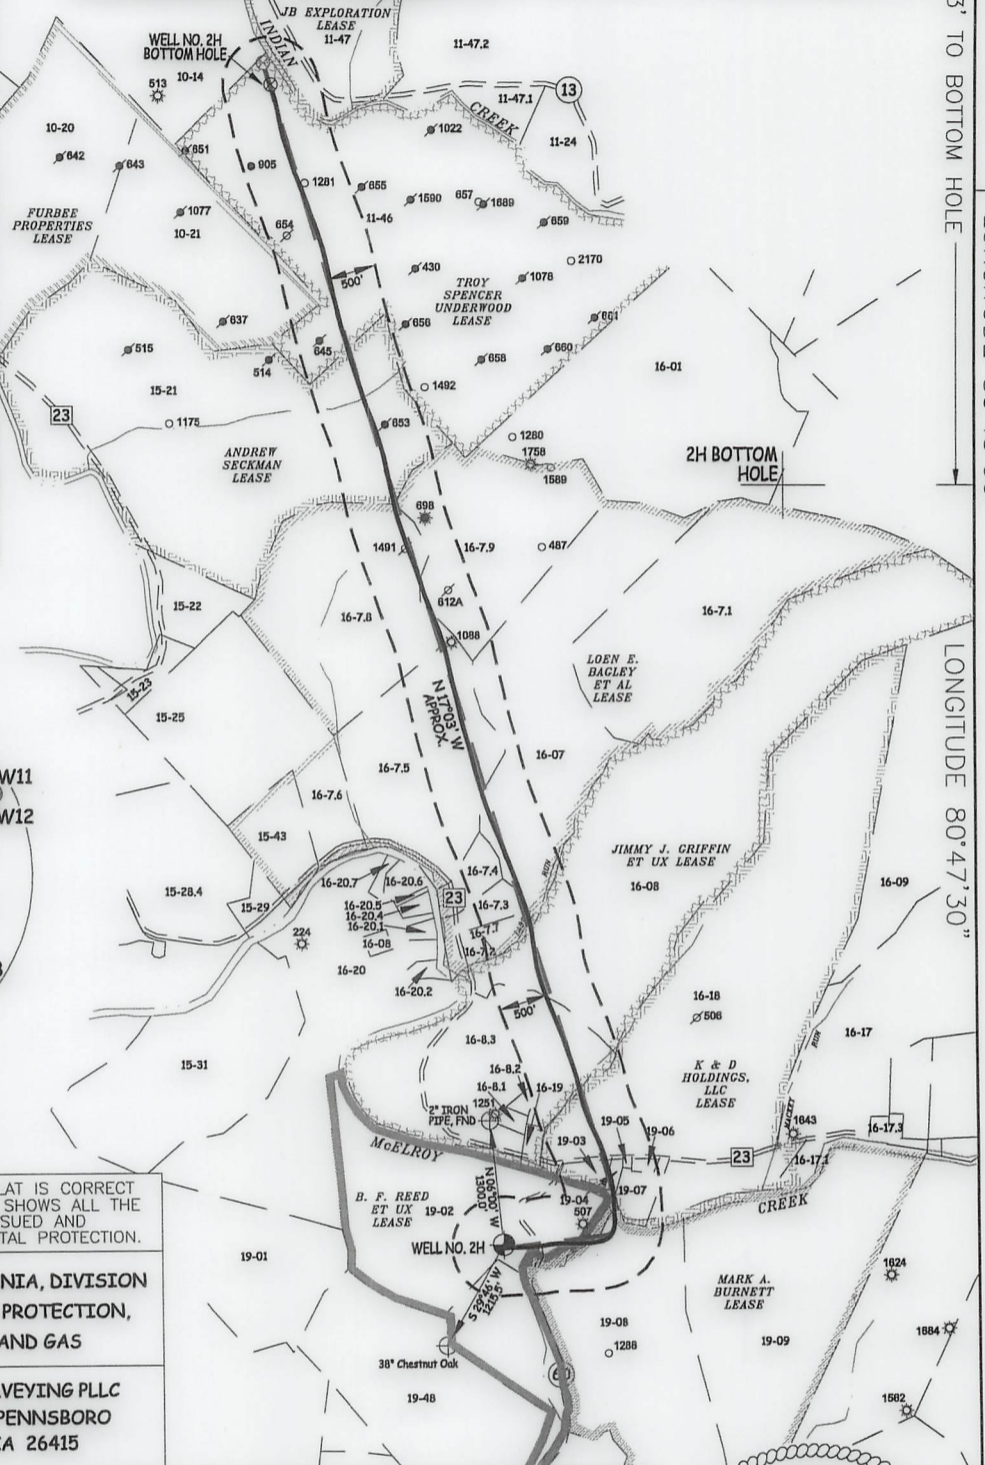 JB EXPLORATION
LEASE
11-47
11-47.2
INDIAN
WELL NO. 2H
BOTTOM HOLE
10-14
513
13
11-47.1
CREEK
1022
11-24
10-20
642
643
651
905
1281
655
1590
657
1689
659
11-46
FURBEE
PROPERTIES
LEASE
1077
10-21
654
500'
430
1078
2170
TROY
SPENCER
UNDERWOOD
LEASE
637
645
656
661
515
514
658
660
15-21
1492
16-01
23
1175
653
1280
1758
1589
2H BOTTOM
HOLE
ANDREW
SECKMAN
LEASE
698
1491
16-7.9
487
612A
15-22
16-7.8
1088
16-7.1
LOEN E.
BAGLEY
ET AL
LEASE
15-23
15-25
N 17°03' W
APPROX.
16-07
16-7.5
16-7.6
W11
W12
15-43
JIMMY J. GRIFFIN
ET UX LEASE
16-08
16-09
16-7.4
RUN
16-20.7
16-20.6
15-28.4
15-29
16-20.5
16-20.4
16-20.1
16-08
23
16-7.3
16-7.7
16-7.2
224
16-20
16-20.2
500'
16-18
506
16-17
RUN
15-31
16-8.3
16-8.2
16-8.1
16-19
K & D
HOLDINGS,
LLC
LEASE
2" IRON
PIPE, FND
1251
19-05
19-06
19-03
1643
16-17.3
16-17.1
23
McELROY
N 06°00' W
1300.0'
19-07
19-04
507
CREEK
B. F. REED
ET UX
LEASE
19-02
WELL NO. 2H
S 29°46' W
1215.5'
19-01
MARK A.
BURNETT
LEASE
1624
19-08
1288
19-09
1684
38" Chestnut Oak
19-48
1562
3' TO BOTTOM HOLE
LONGITUDE 80°47'30"
LAT IS CORRECT
SHOWS ALL THE
SUED AND
TAL PROTECTION.
NIA, DIVISION
PROTECTION,
AND GAS
VEYING PLLC
PENNSBORO
A 26415